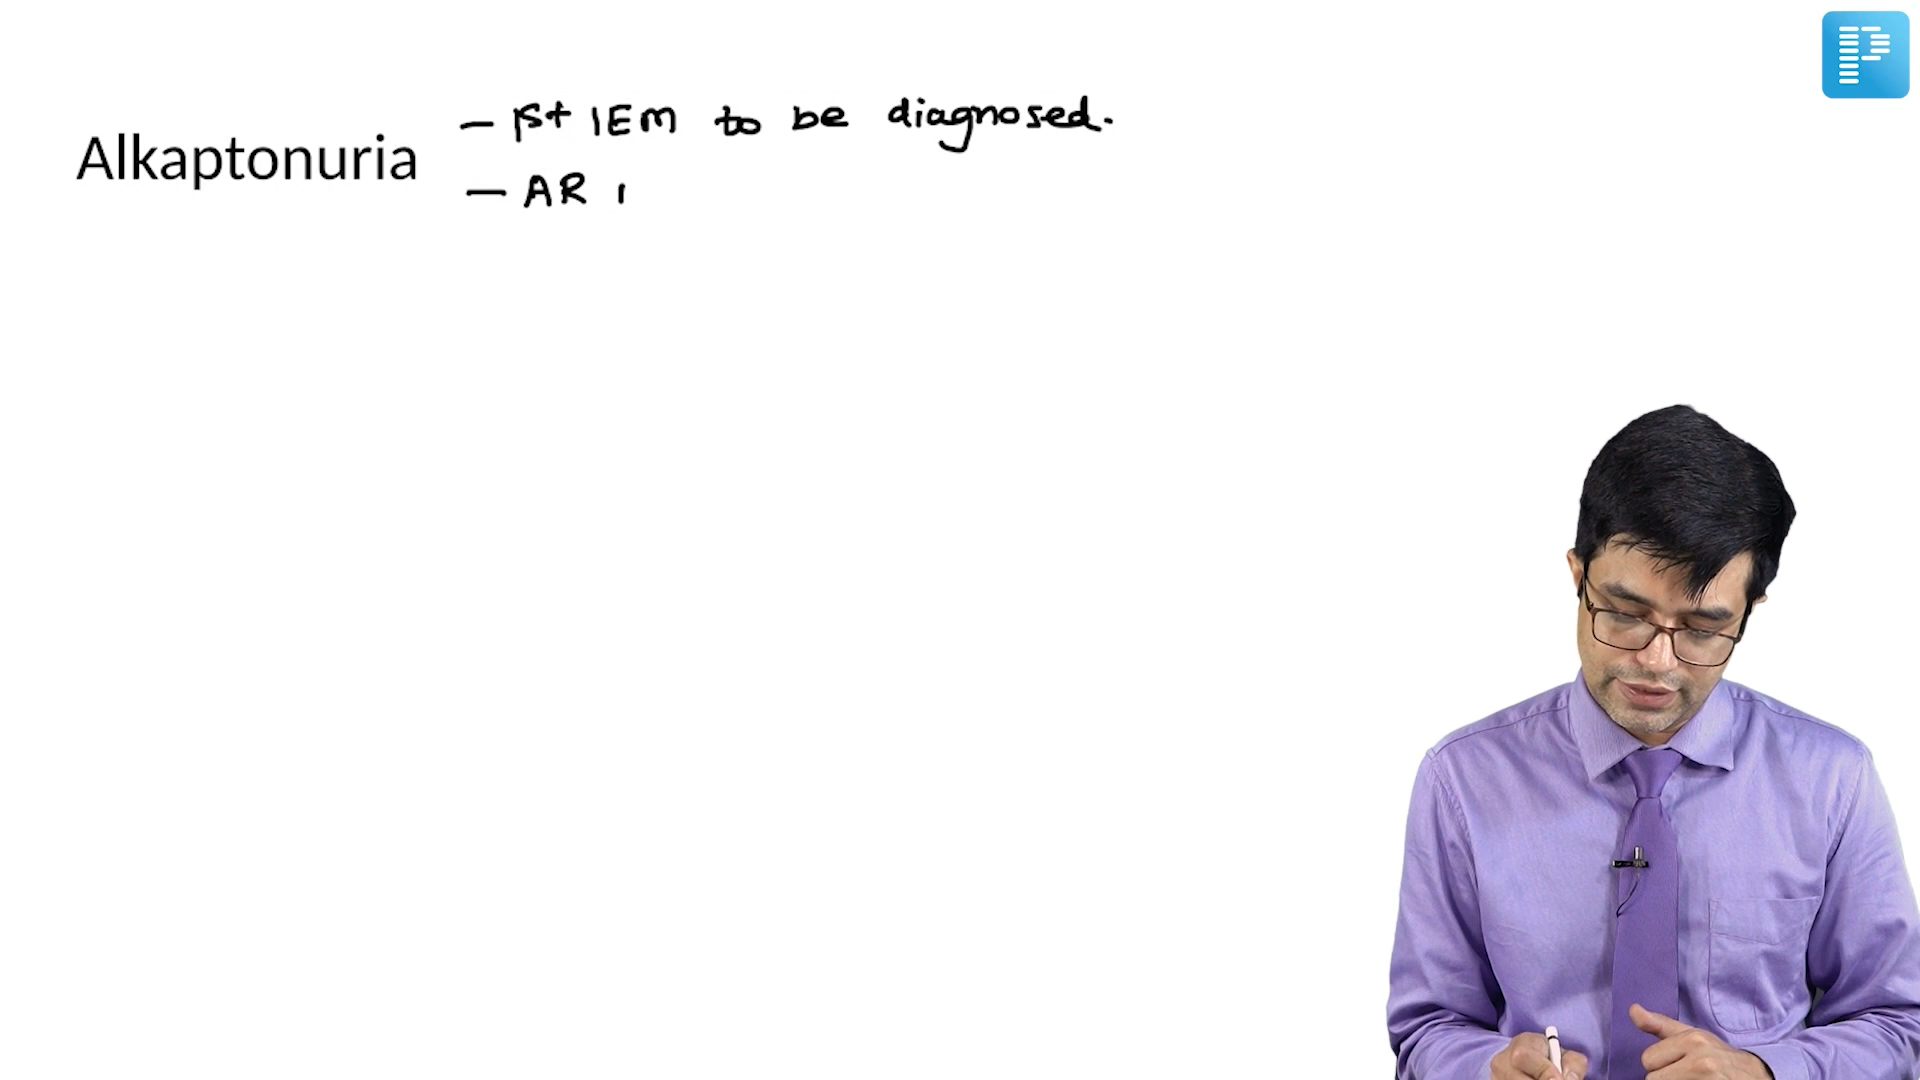 Alkaptonuria
– 1st IEM to be diagnosed.
– AR I